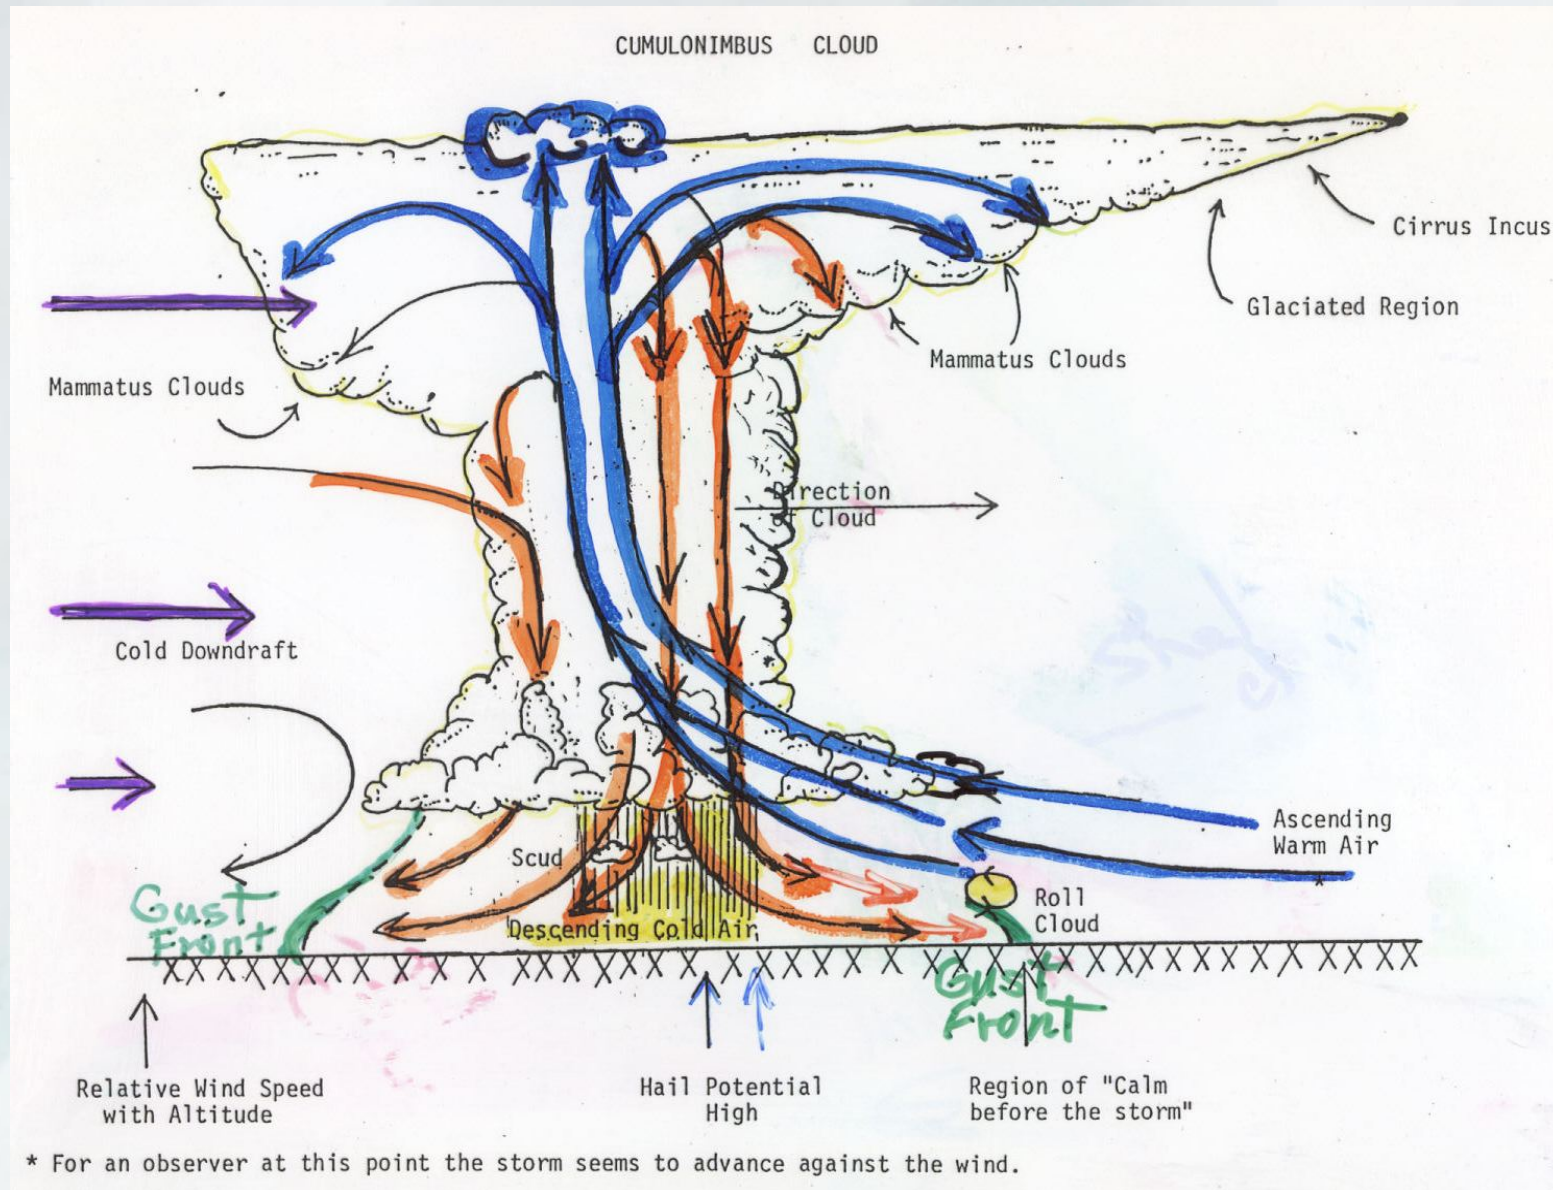 CUMULONIMBUS CLOUD
Cirrus Incus
Glaciated Region
Mammatus Clouds
Mammatus Clouds
Direction
of Cloud
Cold Downdraft
Ascending
Warm Air
*
Scud
Roll
Cloud
Gust
Front
Descending Cold Air
Gust
Front
Relative Wind Speed
with Altitude
Hail Potential
High
Region of "Calm
before the storm"
* For an observer at this point the storm seems to advance against the wind.